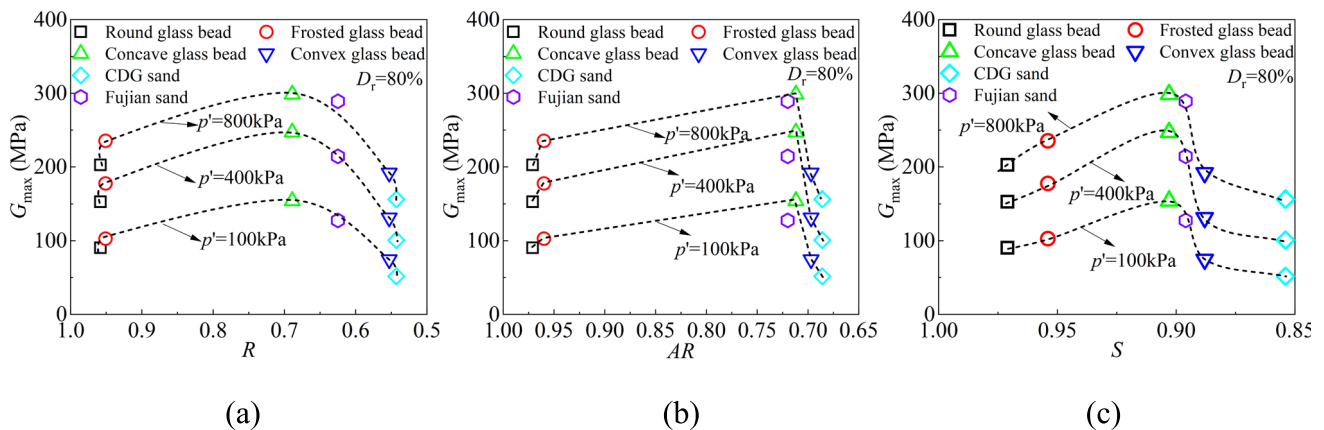 400
300
200
100
0
G_max (MPa)
Round glass bead Frosted glass bead
Concave glass bead Convex glass bead
CDG sand D_r=80%
Fujian sand
p'=800kPa
p'=400kPa
p'=100kPa
1.0 0.9 0.8 0.7 0.6 0.5
R
(a)
400
300
200
100
0
G_max (MPa)
Round glass bead Frosted glass bead
Concave glass bead Convex glass bead
CDG sand D_r=80%
Fujian sand
p'=800kPa
p'=400kPa
p'=100kPa
1.00 0.95 0.90 0.85 0.80 0.75 0.70 0.65
AR
(b)
400
300
200
100
0
G_max (MPa)
Round glass bead Frosted glass bead
Concave glass bead Convex glass bead
CDG sand D_r=80%
Fujian sand
p'=800kPa
p'=400kPa
p'=100kPa
1.00 0.95 0.90 0.85
S
(c)